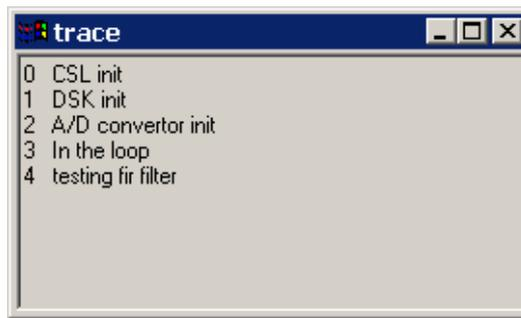 trace
0 CSL init
1 DSK init
2 A/D convertor init
3 In the loop
4 testing fir filter